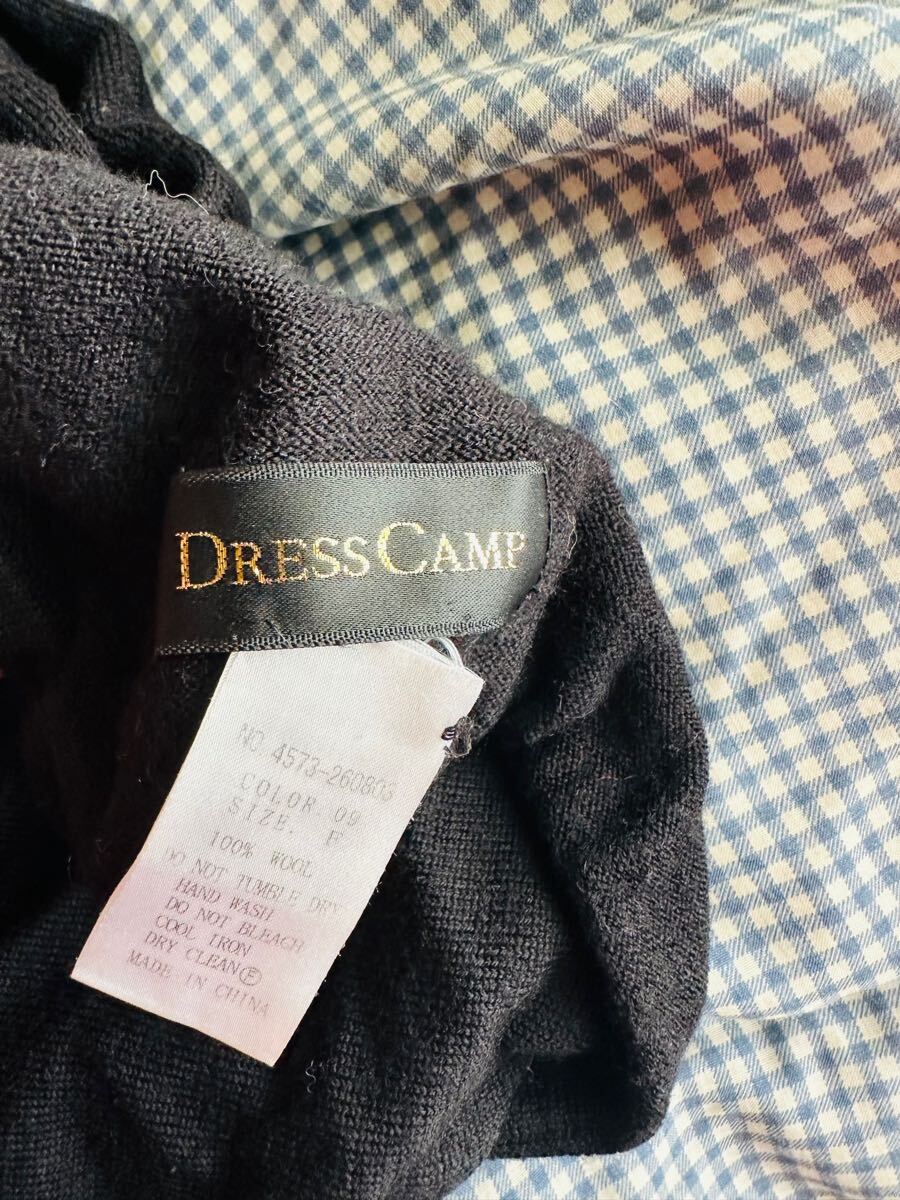 DRESSCAMP
NO 4573-260803
COLOR 09
SIZE. F
100% WOOL
DO NOT TUMBLE DRY
HAND WASH
DO NOT BLEACH
COOL IRON
DRY CLEANⒻ
MADE IN CHINA